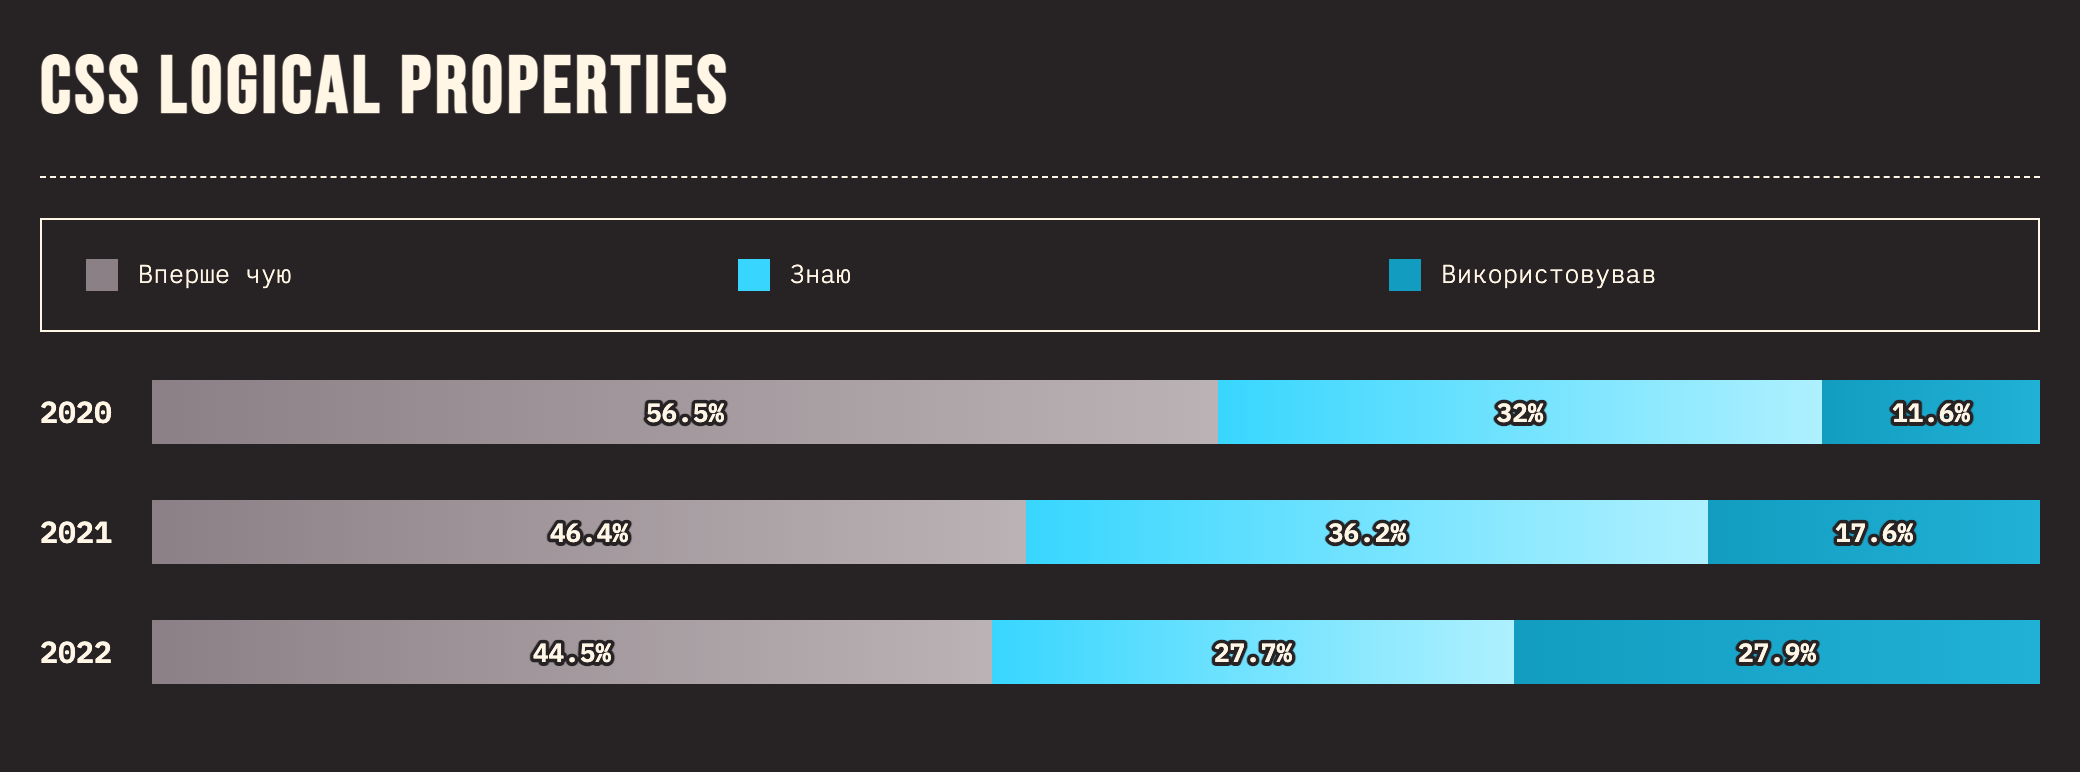 CSS LOGICAL PROPERTIES
Вперше чую Знаю Використовував
2020 56.5% 32% 11.6%
2021 46.4% 36.2% 17.6%
2022 44.5% 27.7% 27.9%